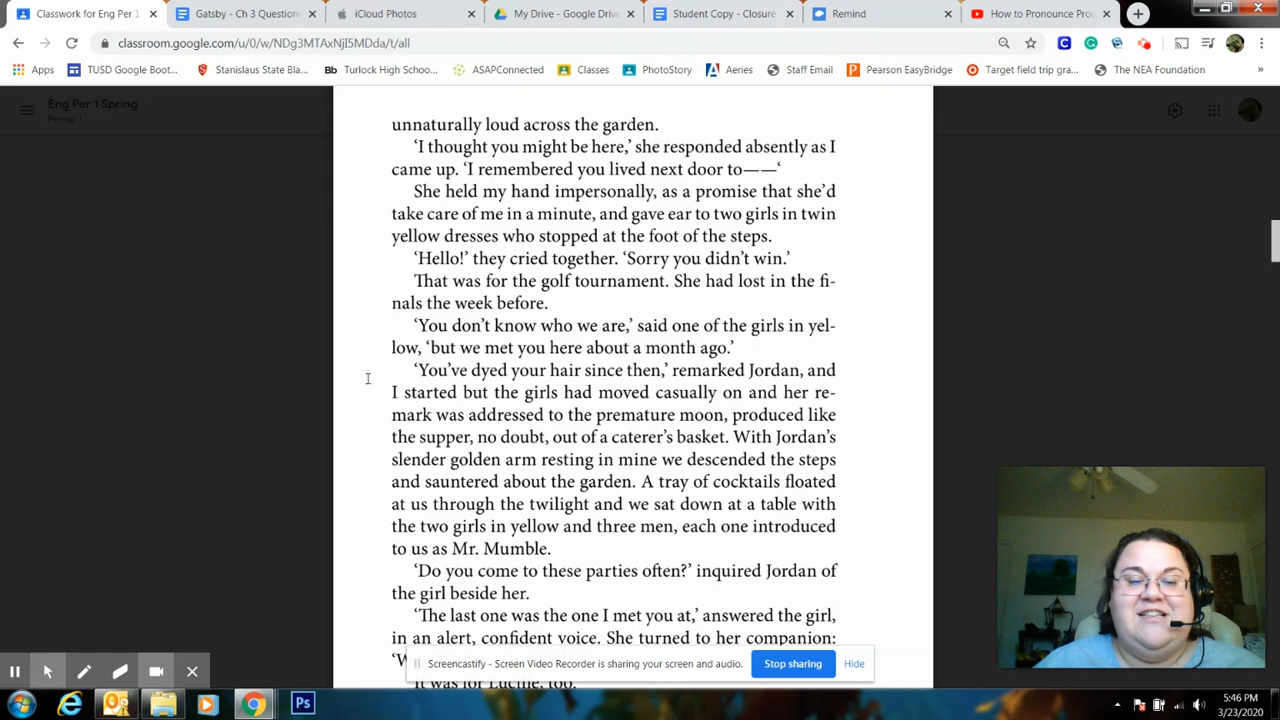 Classwork for Eng Per 1
Gatsby - Ch 3 Question
iCloud Photos
My Drive - Google Driv
Student Copy - Closure
Remind
How to Pronounce Proc
classroom.google.com/u/0/w/NDg3MTAxNjI5MDda/t/all
Apps
TUSD Google Boot...
Stanislaus State Bla...
Bb Turlock High Schoo...
ASAPConnected
Classes
PhotoStory
Aeries
Staff Email
Pearson EasyBridge
Target field trip gra...
The NEA Foundation
Eng Per 1 Spring
Period 1
unnaturally loud across the garden.
‘I thought you might be here,’ she responded absently as I
came up. ‘I remembered you lived next door to——‘
She held my hand impersonally, as a promise that she’d
take care of me in a minute, and gave ear to two girls in twin
yellow dresses who stopped at the foot of the steps.
‘Hello!’ they cried together. ‘Sorry you didn’t win.’
That was for the golf tournament. She had lost in the fi-
nals the week before.
‘You don’t know who we are,’ said one of the girls in yel-
low, ‘but we met you here about a month ago.’
‘You’ve dyed your hair since then,’ remarked Jordan, and
I started but the girls had moved casually on and her re-
mark was addressed to the premature moon, produced like
the supper, no doubt, out of a caterer’s basket. With Jordan’s
slender golden arm resting in mine we descended the steps
and sauntered about the garden. A tray of cocktails floated
at us through the twilight and we sat down at a table with
the two girls in yellow and three men, each one introduced
to us as Mr. Mumble.
‘Do you come to these parties often?’ inquired Jordan of
the girl beside her.
‘The last one was the one I met you at,’ answered the girl,
in an alert, confident voice. She turned to her companion:
Screencastify - Screen Video Recorder is sharing your screen and audio.
Stop sharing
Hide
‘It was for Lucille, too.
Ps
5:46 PM
3/23/2020